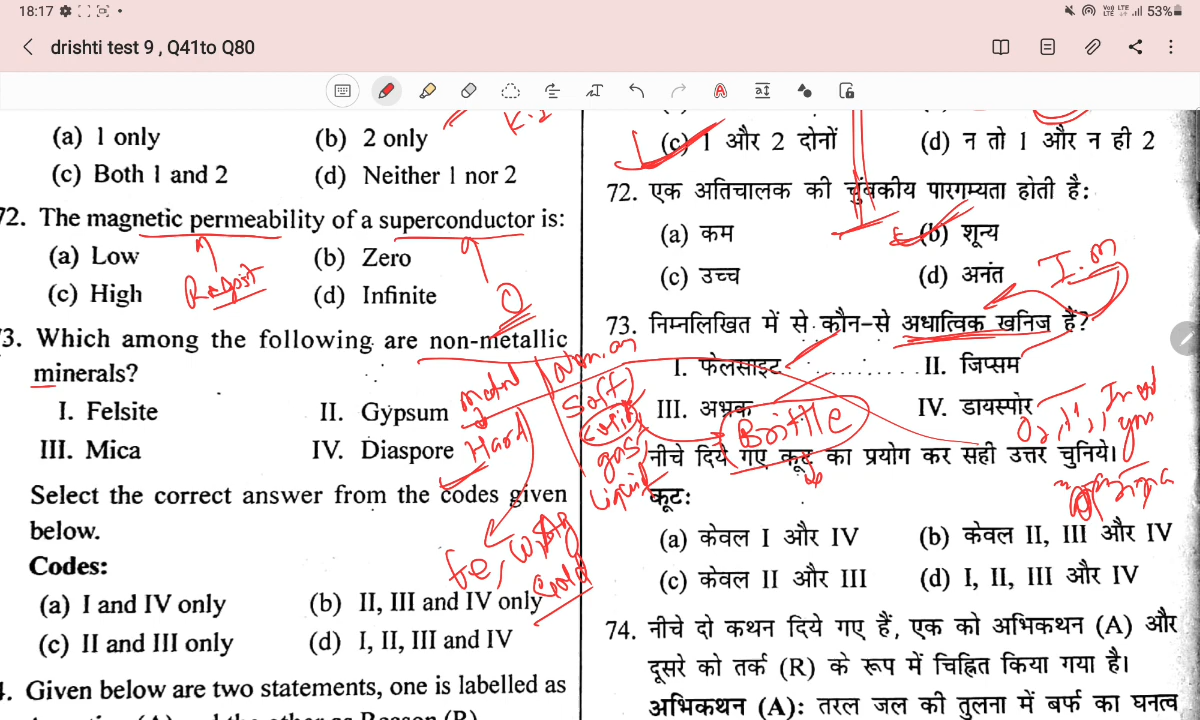 18:17
53%
drishti test 9 , Q41to Q80
(a) 1 only (b) 2 only
(c) Both 1 and 2 (d) Neither 1 nor 2
72. The magnetic permeability of a superconductor is:
(a) Low (b) Zero
(c) High (d) Infinite
3. Which among the following are non-metallic
minerals?
I. Felsite II. Gypsum
III. Mica IV. Diaspore
Select the correct answer from the codes given
below.
Codes:
(a) I and IV only (b) II, III and IV only
(c) II and III only (d) I, II, III and IV
4. Given below are two statements, one is labelled as
(c) 1 और 2 दोनों (d) न तो 1 और न ही 2
72. एक अतिचालक की चुंबकीय पारगम्यता होती है:
(a) कम (b) शून्य
(c) उच्च (d) अनंत
73. निम्नलिखित में से कौन-से अधात्विक खनिज हैं?
I. फेलसाइट II. जिप्सम
III. अभ्रक IV. डायस्पोर
नीचे दिये गए कूट का प्रयोग कर सही उत्तर चुनिये।
कूट:
(a) केवल I और IV (b) केवल II, III और IV
(c) केवल II और III (d) I, II, III और IV
74. नीचे दो कथन दिये गए हैं, एक को अभिकथन (A) और
दूसरे को तर्क (R) के रूप में चिह्नित किया गया है।
अभिकथन (A): तरल जल की तुलना में बर्फ का घनत्व
I.M
Soft
Hard
gas
liquid
Brittle
Gold